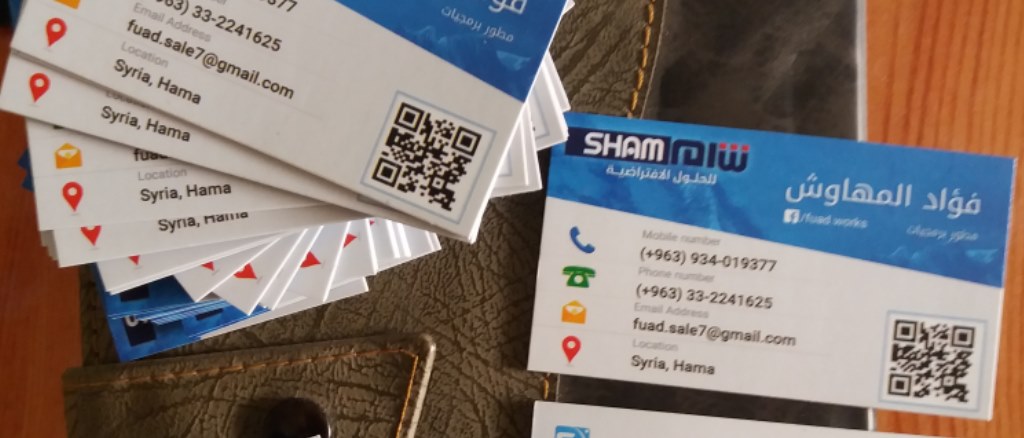 مطور برمجيات
33-2241625
Email Address
fuad.sale7@gmail.com
Location
Syria, Hama
Syria, Hama
Location
Syria, Hama
Syria, Hama
SHAM شام
للحلول الافتراضية
فؤاد المهاوش
/fuad.works
مطور برمجيات
Mobile number
(+963) 934-019377
Phone number
(+963) 33-2241625
Email Address
fuad.sale7@gmail.com
Location
Syria, Hama